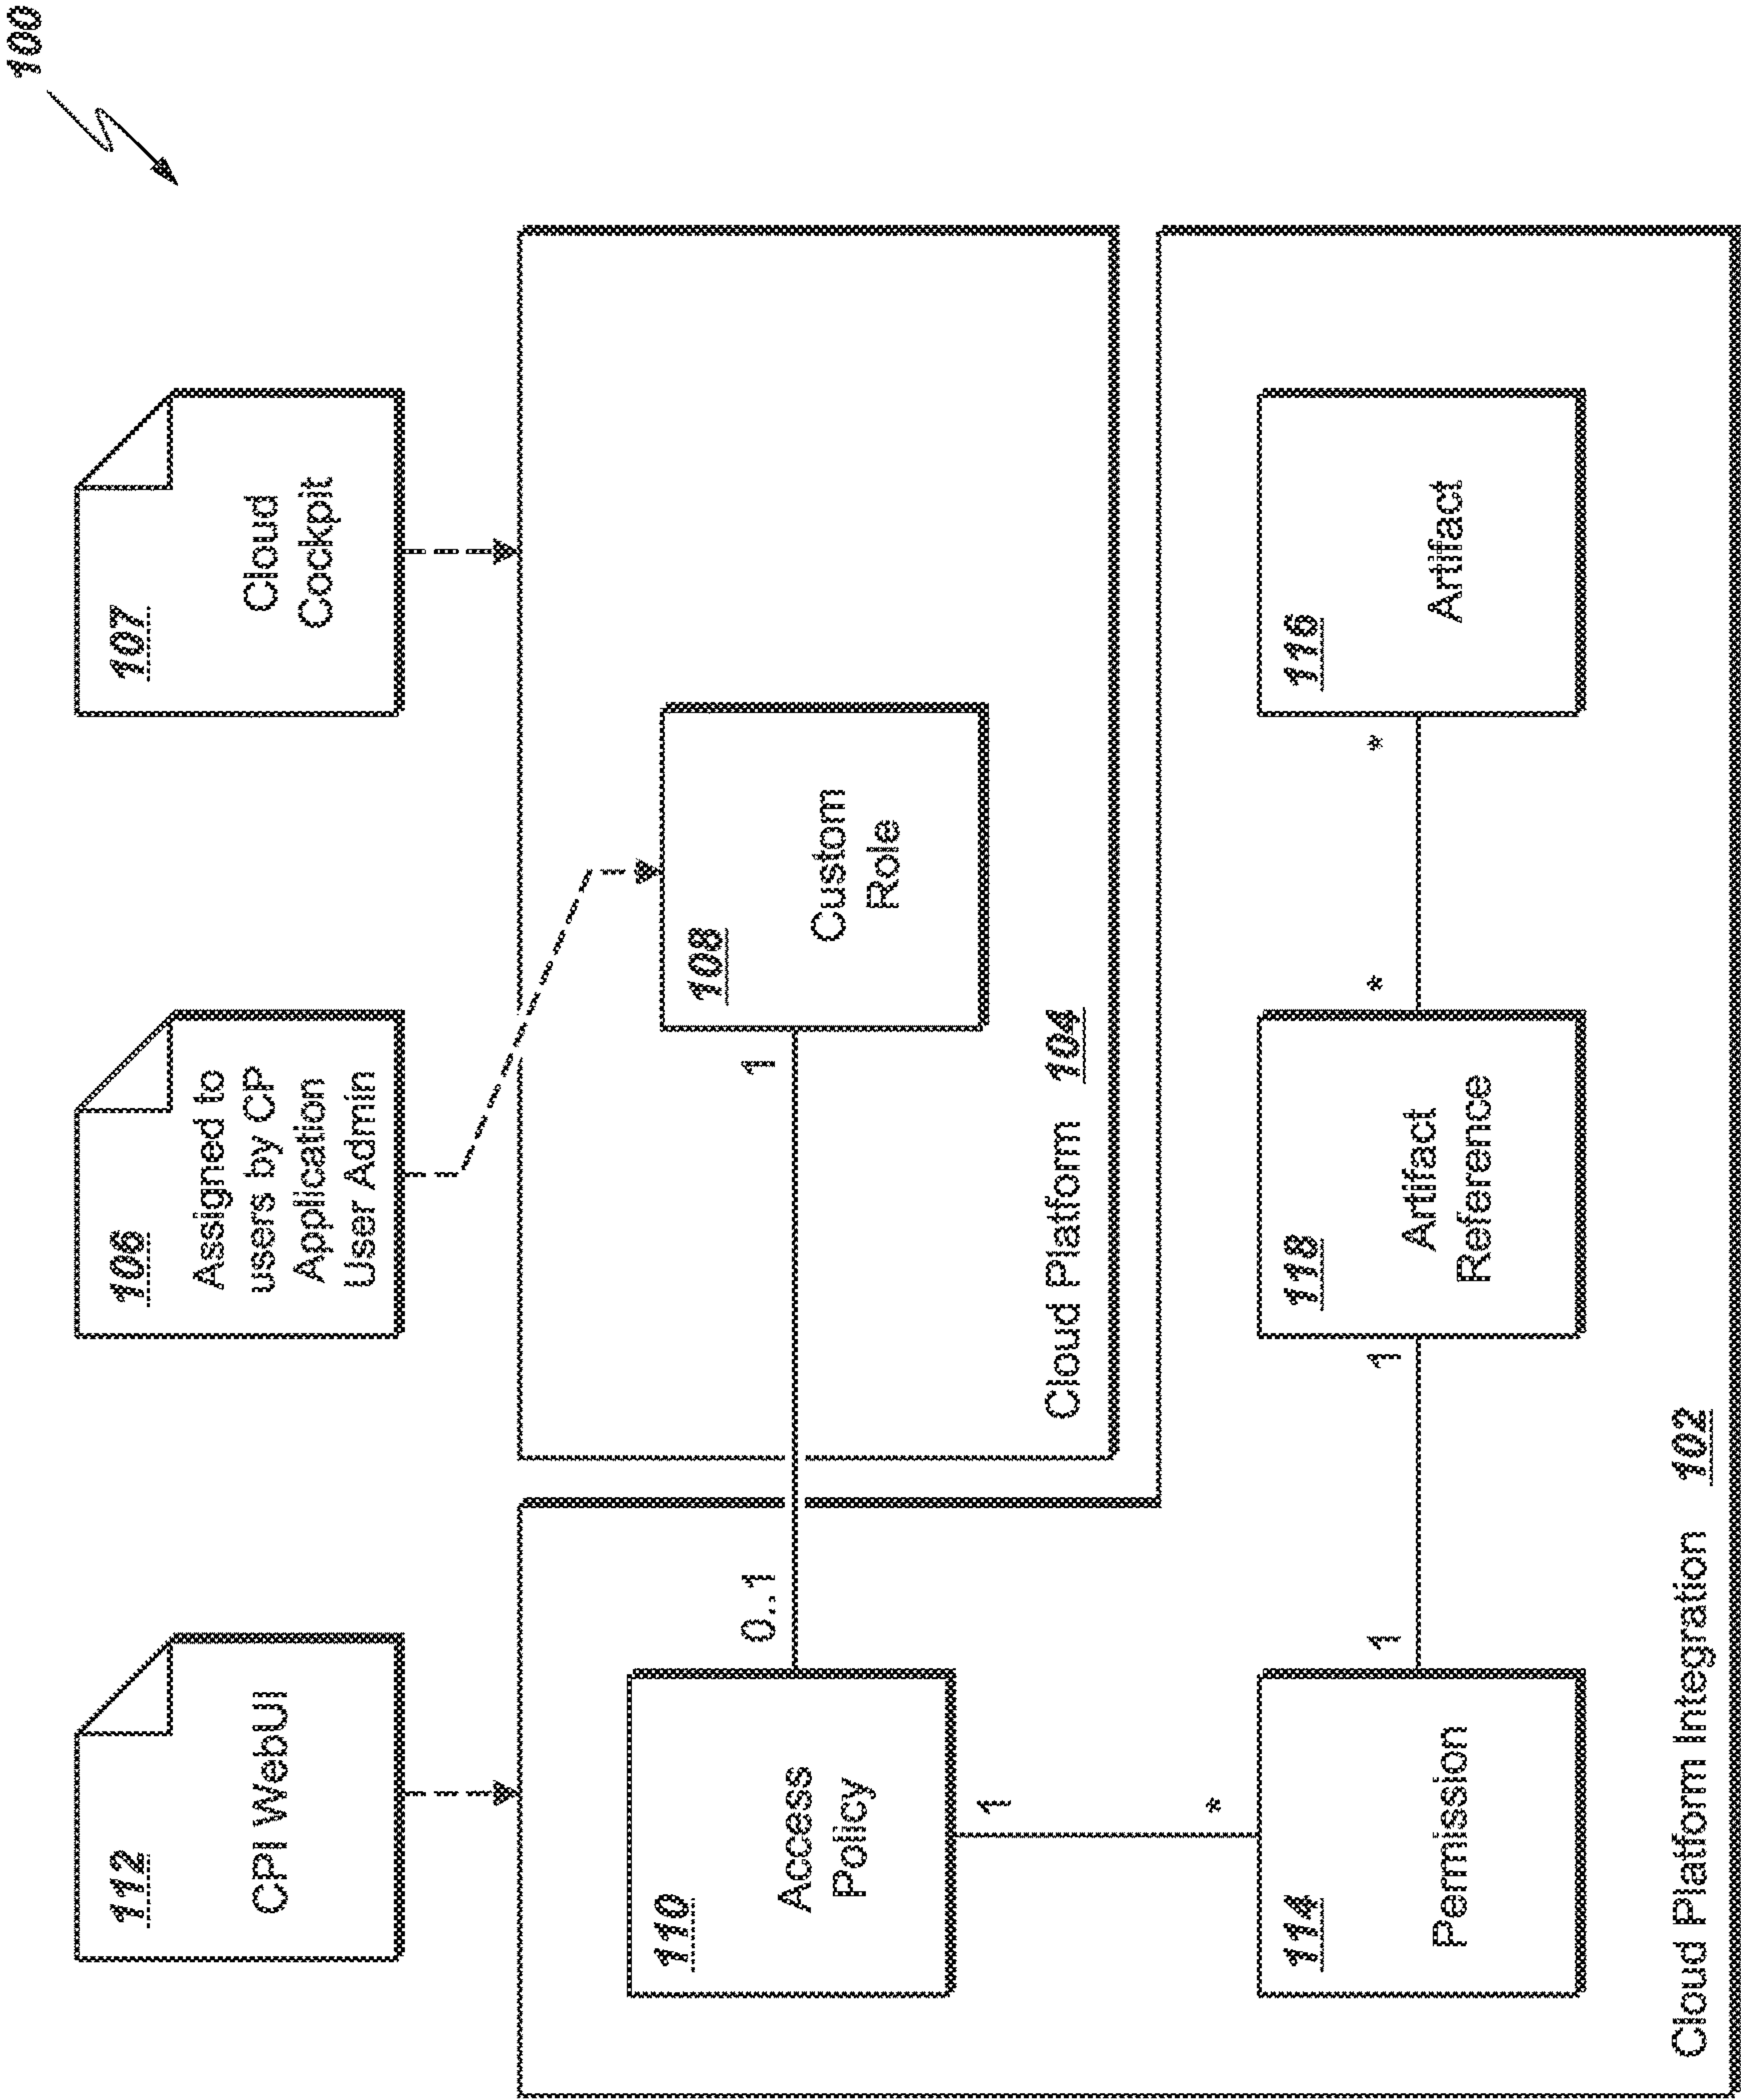 100
112
CPI WebUI
106
Assigned to
users by CP
Application
User Admin
107
Cloud
Cockpit
110
Access
Policy
0..1
1
108
Custom
Role
Cloud Platform 104
1
*
114
Permission
1
1
118
Artifact
Reference
*
*
116
Artifact
Cloud Platform Integration 102